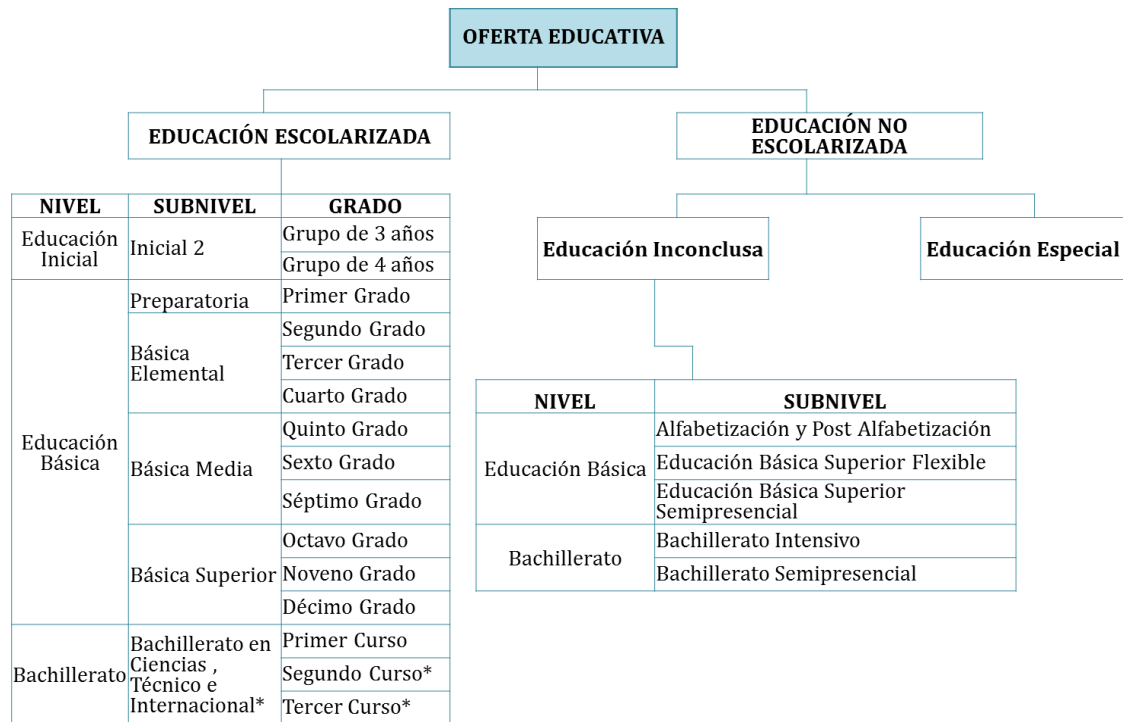 OFERTA EDUCATIVA
EDUCACIÓN ESCOLARIZADA
EDUCACIÓN NO
ESCOLARIZADA
NIVEL SUBNIVEL GRADO
Educación
Inicial
Inicial 2
Grupo de 3 años
Grupo de 4 años
Educación
Básica
Preparatoria
Primer Grado
Básica
Elemental
Segundo Grado
Tercer Grado
Cuarto Grado
Básica Media
Quinto Grado
Sexto Grado
Séptimo Grado
Básica Superior
Octavo Grado
Noveno Grado
Décimo Grado
Bachillerato
Bachillerato en
Ciencias ,
Técnico e
Internacional*
Primer Curso
Segundo Curso*
Tercer Curso*
Educación Inconclusa
Educación Especial
NIVEL SUBNIVEL
Educación Básica
Alfabetización y Post Alfabetización
Educación Básica Superior Flexible
Educación Básica Superior
Semipresencial
Bachillerato
Bachillerato Intensivo
Bachillerato Semipresencial